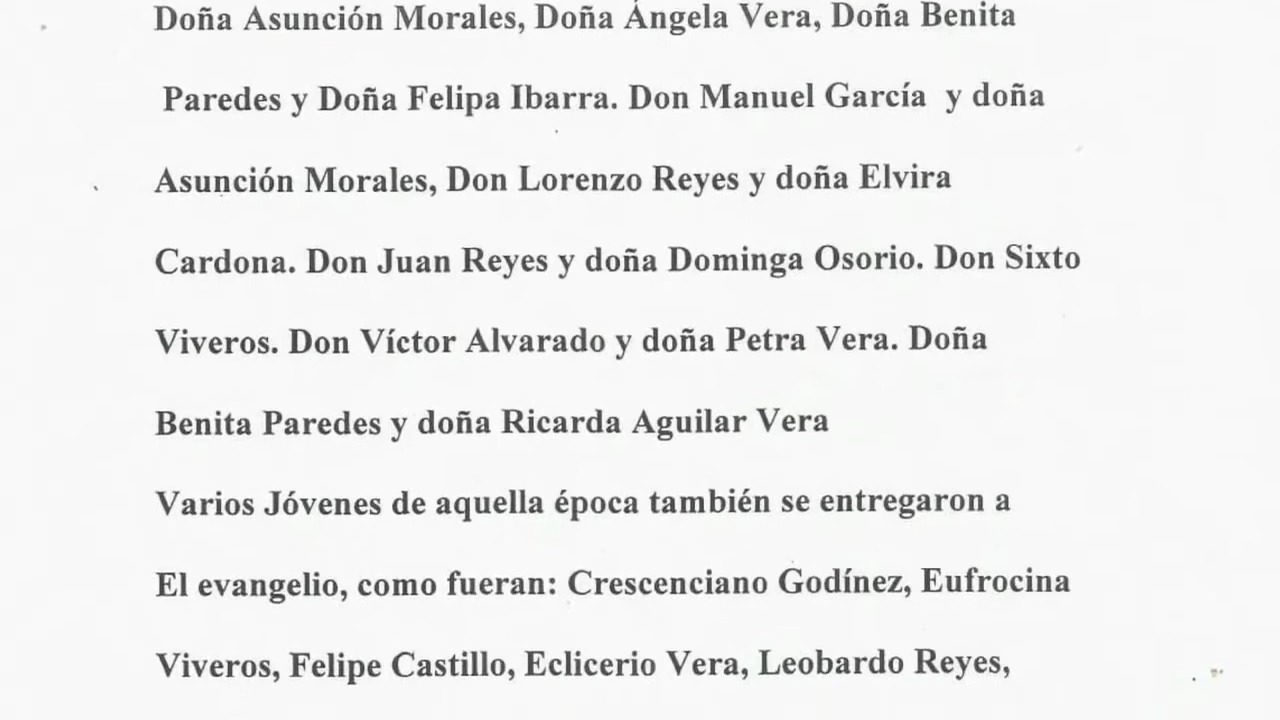 Doña Asunción Morales, Doña Ángela Vera, Doña Benita
Paredes y Doña Felipa Ibarra. Don Manuel García y doña
Asunción Morales, Don Lorenzo Reyes y doña Elvira
Cardona. Don Juan Reyes y doña Dominga Osorio. Don Sixto
Viveros. Don Víctor Alvarado y doña Petra Vera. Doña
Benita Paredes y doña Ricarda Aguilar Vera
Varios Jóvenes de aquella época también se entregaron a
El evangelio, como fueran: Crescenciano Godínez, Eufrocina
Viveros, Felipe Castillo, Eclicerio Vera, Leobardo Reyes,